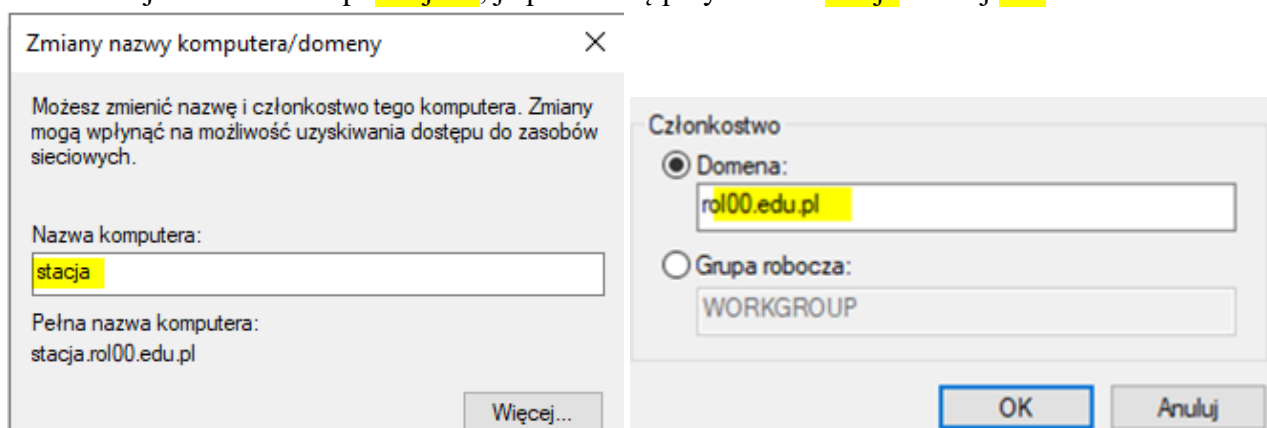 Zmiany nazwy komputera/domeny
Możesz zmienić nazwę i członkostwo tego komputera. Zmiany
mogą wpłynąć na możliwość uzyskiwania dostępu do zasobów
sieciowych.
Nazwa komputera:
stacja
Pełna nazwa komputera:
stacja.rol00.edu.pl
Więcej...
Członkostwo
Domena:
rol00.edu.pl
Grupa robocza:
WORKGROUP
OK
Anuluj